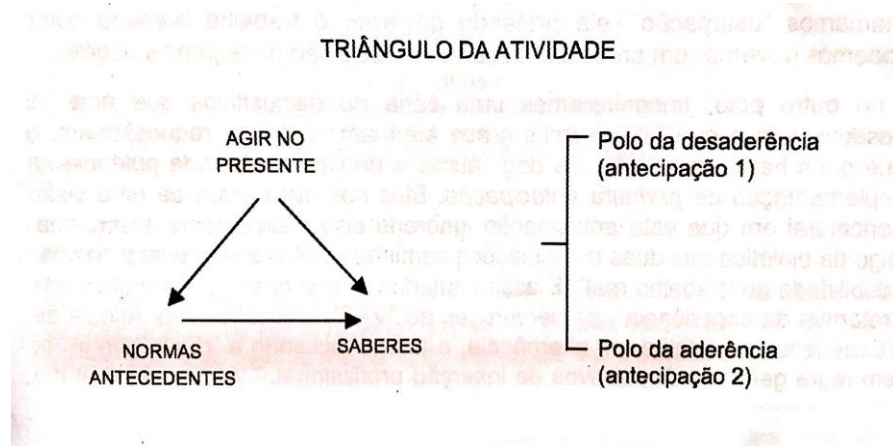 TRIÂNGULO DA ATIVIDADE
AGIR NO
PRESENTE
NORMAS
ANTECEDENTES
SABERES
Polo da desaderência
(antecipação 1)
Polo da aderência
(antecipação 2)